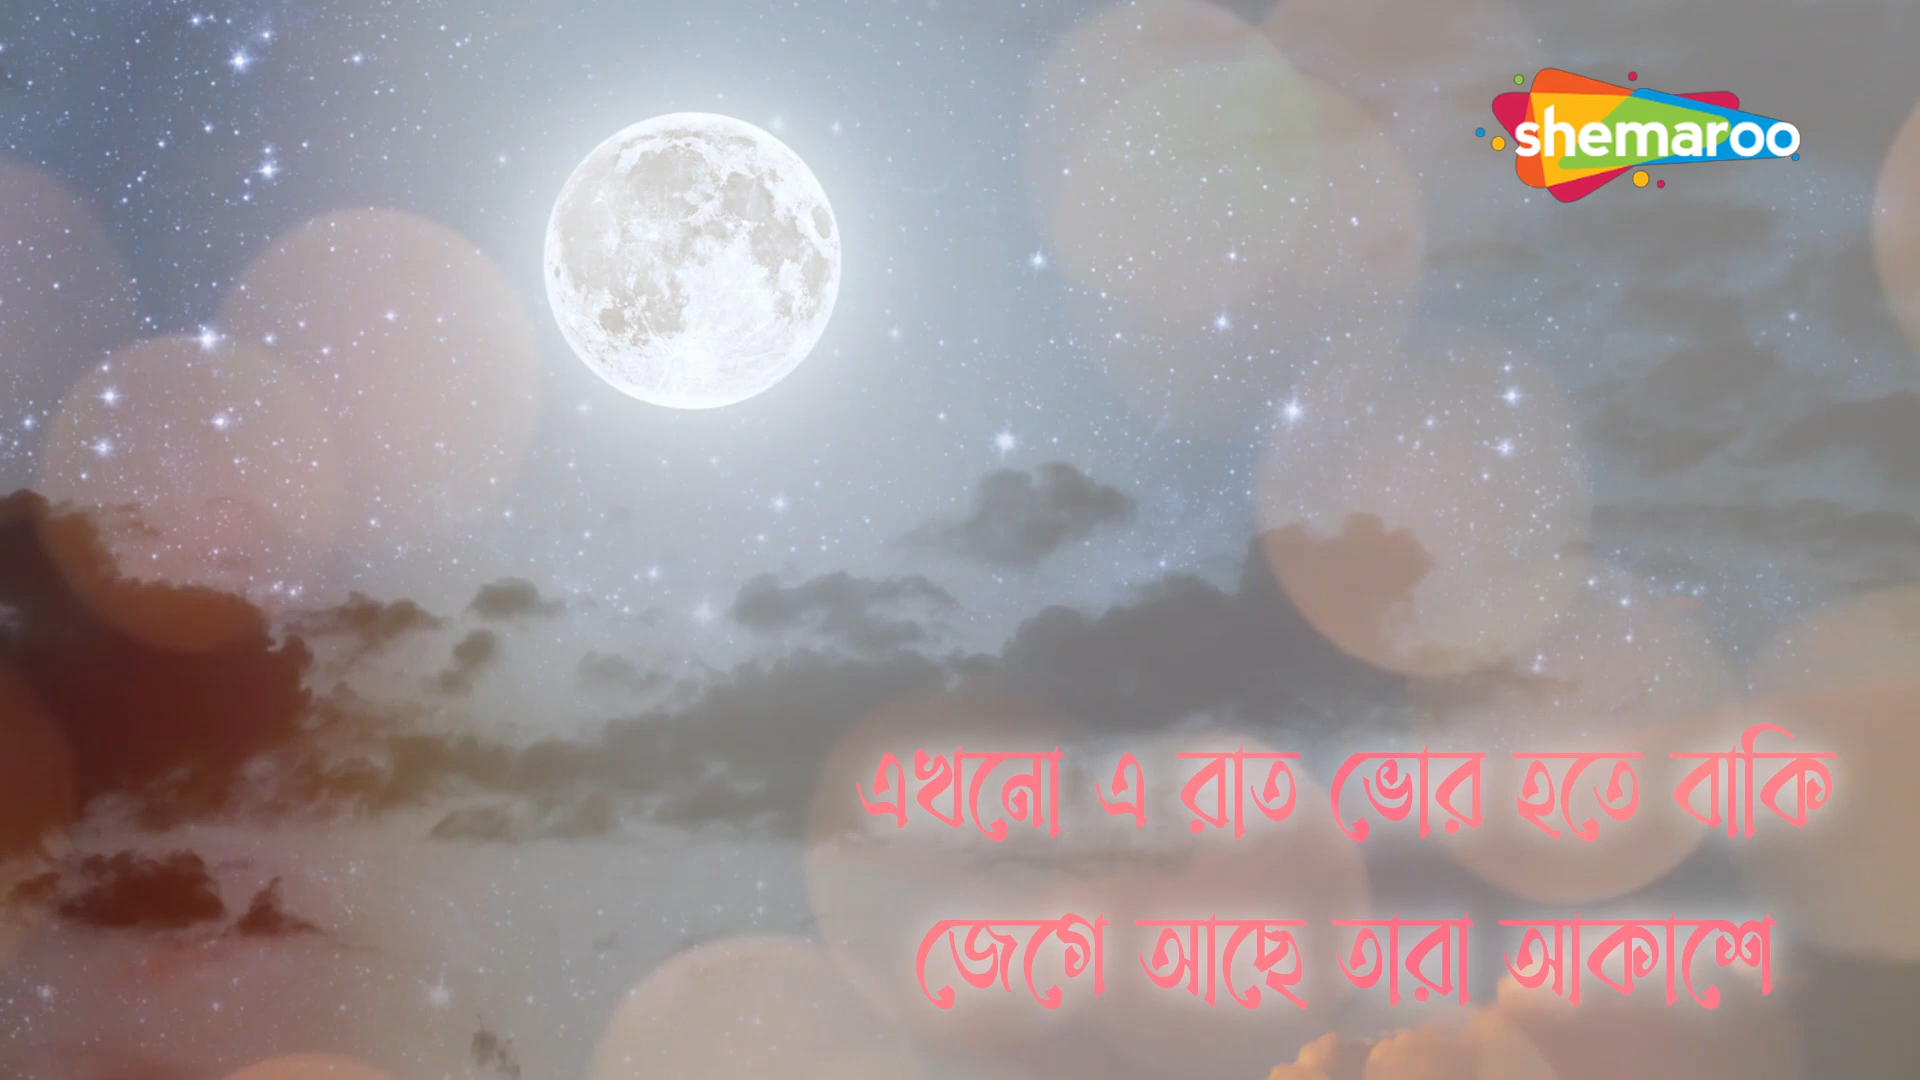 shemaroo
এখনো এ রাত ভোর হতে বাকি
জেগে আছে তারা আকাশে